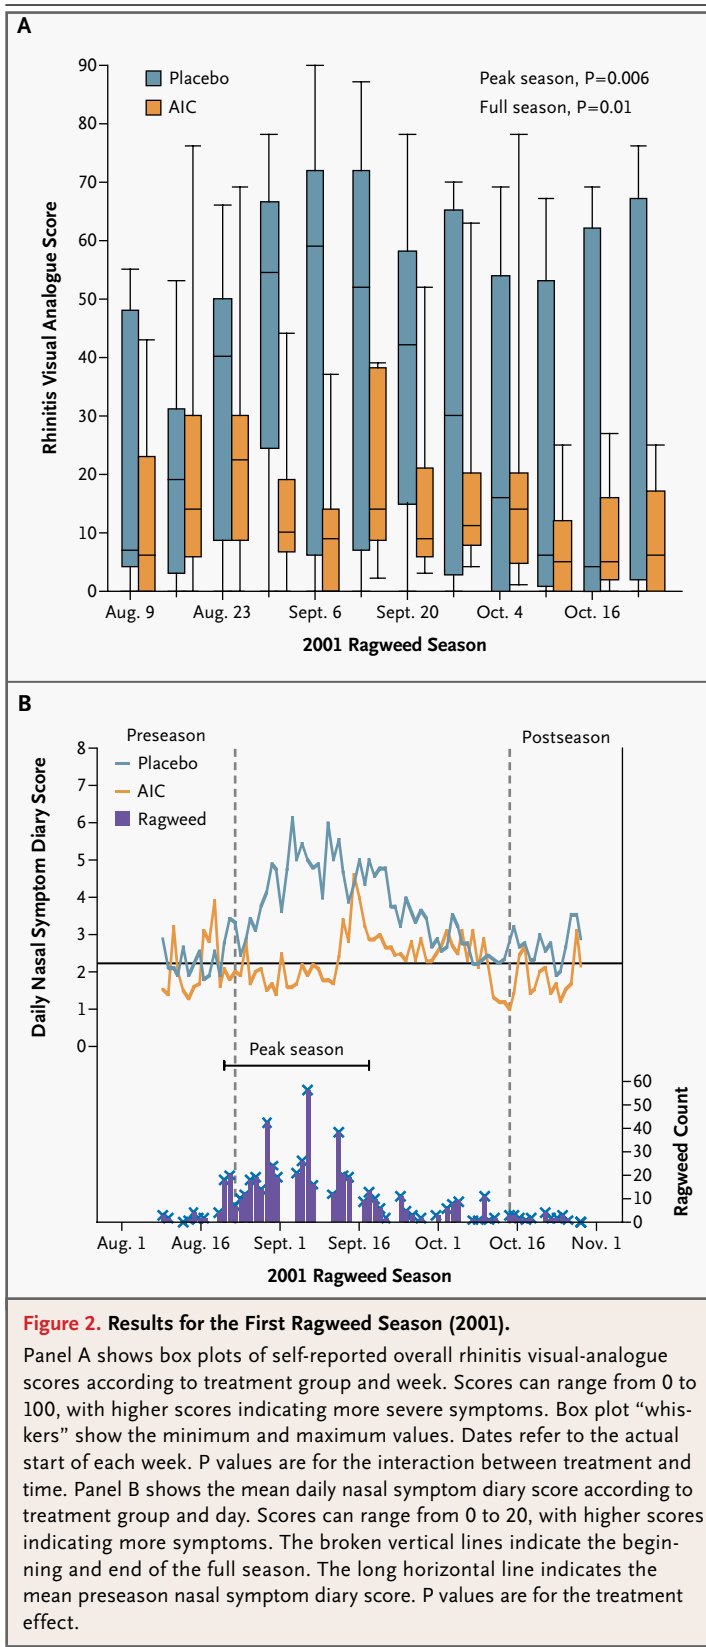 A
90
80
70
60
50
40
30
20
10
0
Rhinitis Visual Analogue Score
Placebo
AIC
Peak season, P=0.006
Full season, P=0.01
Aug. 9
Aug. 23
Sept. 6
Sept. 20
Oct. 4
Oct. 16
2001 Ragweed Season
B
Preseason
Postseason
Placebo
AIC
Ragweed
8
7
6
5
4
3
2
1
0
Daily Nasal Symptom Diary Score
Peak season
60
50
40
30
20
10
0
Ragweed Count
Aug. 1
Aug. 16
Sept. 1
Sept. 16
Oct. 1
Oct. 16
Nov. 1
2001 Ragweed Season
Figure 2. Results for the First Ragweed Season (2001).
Panel A shows box plots of self-reported overall rhinitis visual-analogue
scores according to treatment group and week. Scores can range from 0 to
100, with higher scores indicating more severe symptoms. Box plot “whis-
kers” show the minimum and maximum values. Dates refer to the actual
start of each week. P values are for the interaction between treatment and
time. Panel B shows the mean daily nasal symptom diary score according to
treatment group and day. Scores can range from 0 to 20, with higher scores
indicating more symptoms. The broken vertical lines indicate the begin-
ning and end of the full season. The long horizontal line indicates the
mean preseason nasal symptom diary score. P values are for the treatment
effect.